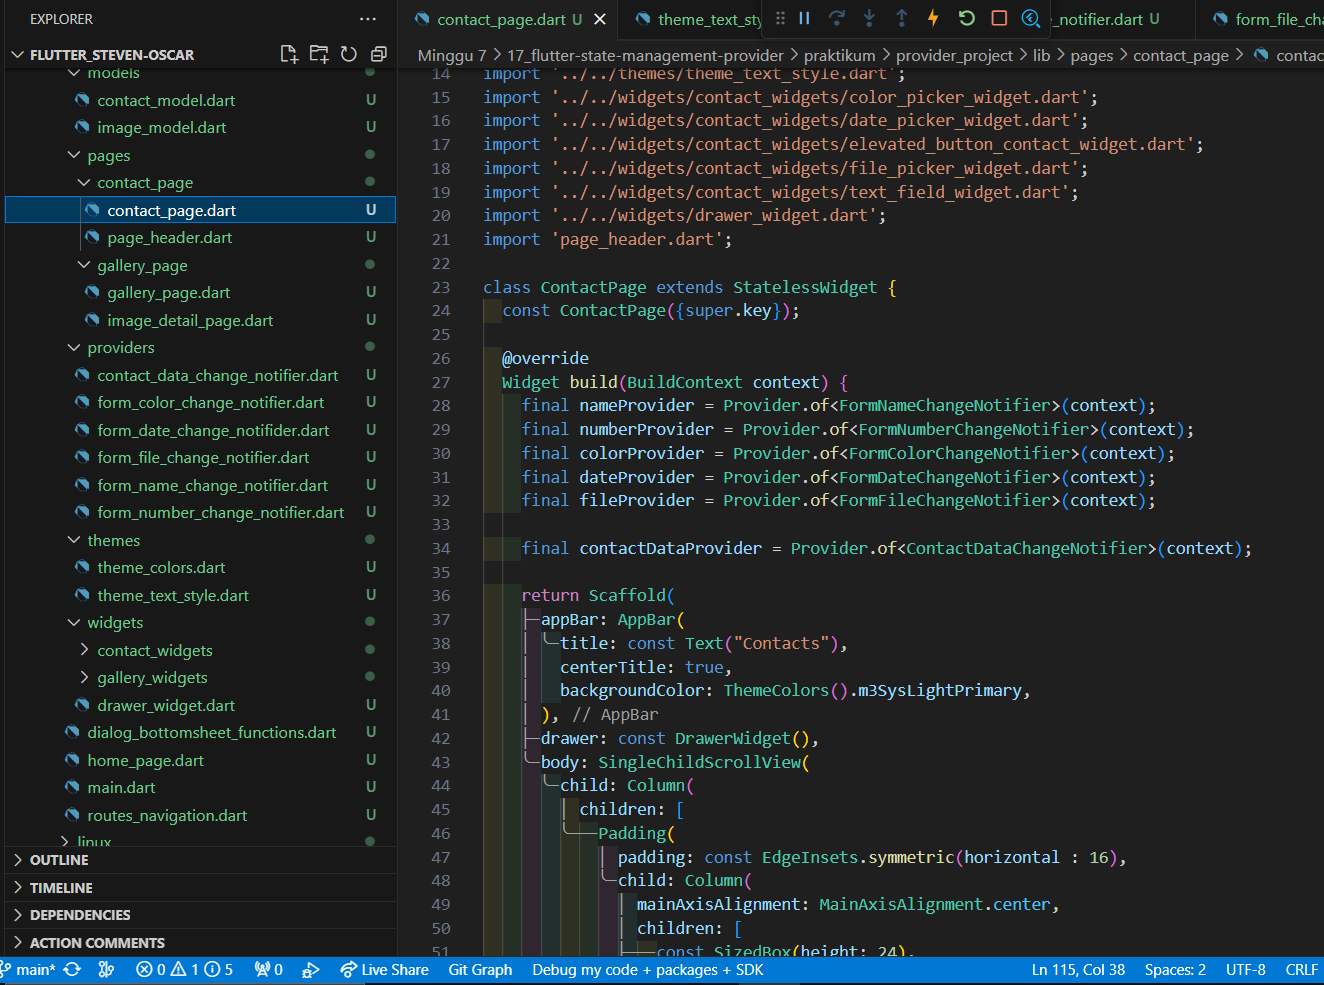 EXPLORER
FLUTTER_STEVEN-OSCAR
models
contact_model.dart U
image_model.dart U
pages
contact_page
contact_page.dart U
page_header.dart U
gallery_page
gallery_page.dart U
image_detail_page.dart U
providers
contact_data_change_notifier.dart U
form_color_change_notifier.dart U
form_date_change_notifider.dart U
form_file_change_notifier.dart U
form_name_change_notifier.dart U
form_number_change_notifier.dart U
themes
theme_colors.dart U
theme_text_style.dart U
widgets
contact_widgets
gallery_widgets
drawer_widget.dart U
dialog_bottomsheet_functions.dart U
home_page.dart U
main.dart U
routes_navigation.dart U
linux
OUTLINE
TIMELINE
DEPENDENCIES
ACTION COMMENTS
contact_page.dart U
theme_text_sty
_notifier.dart U
form_file_cha
Minggu 7 > 17_flutter-state-management-provider > praktikum > provider_project > lib > pages > contact_page > contac
14 import '../../themes/theme_text_style.dart';
15 import '../../widgets/contact_widgets/color_picker_widget.dart';
16 import '../../widgets/contact_widgets/date_picker_widget.dart';
17 import '../../widgets/contact_widgets/elevated_button_contact_widget.dart';
18 import '../../widgets/contact_widgets/file_picker_widget.dart';
19 import '../../widgets/contact_widgets/text_field_widget.dart';
20 import '../../widgets/drawer_widget.dart';
21 import 'page_header.dart';
22
23 class ContactPage extends StatelessWidget {
24 const ContactPage({super.key});
25
26 @override
27 Widget build(BuildContext context) {
28 final nameProvider = Provider.of<FormNameChangeNotifier>(context);
29 final numberProvider = Provider.of<FormNumberChangeNotifier>(context);
30 final colorProvider = Provider.of<FormColorChangeNotifier>(context);
31 final dateProvider = Provider.of<FormDateChangeNotifier>(context);
32 final fileProvider = Provider.of<FormFileChangeNotifier>(context);
33
34 final contactDataProvider = Provider.of<ContactDataChangeNotifier>(context);
35
36 return Scaffold(
37 appBar: AppBar(
38 title: const Text("Contacts"),
39 centerTitle: true,
40 backgroundColor: ThemeColors().m3SysLightPrimary,
41 ), // AppBar
42 drawer: const DrawerWidget(),
43 body: SingleChildScrollView(
44 child: Column(
45 children: [
46 Padding(
47 padding: const EdgeInsets.symmetric(horizontal : 16),
48 child: Column(
49 mainAxisAlignment: MainAxisAlignment.center,
50 children: [
51 const SizedBox(height: 24),
main* 0 1 5 0 Live Share Git Graph Debug my code + packages + SDK Ln 115, Col 38 Spaces: 2 UTF-8 CRLF